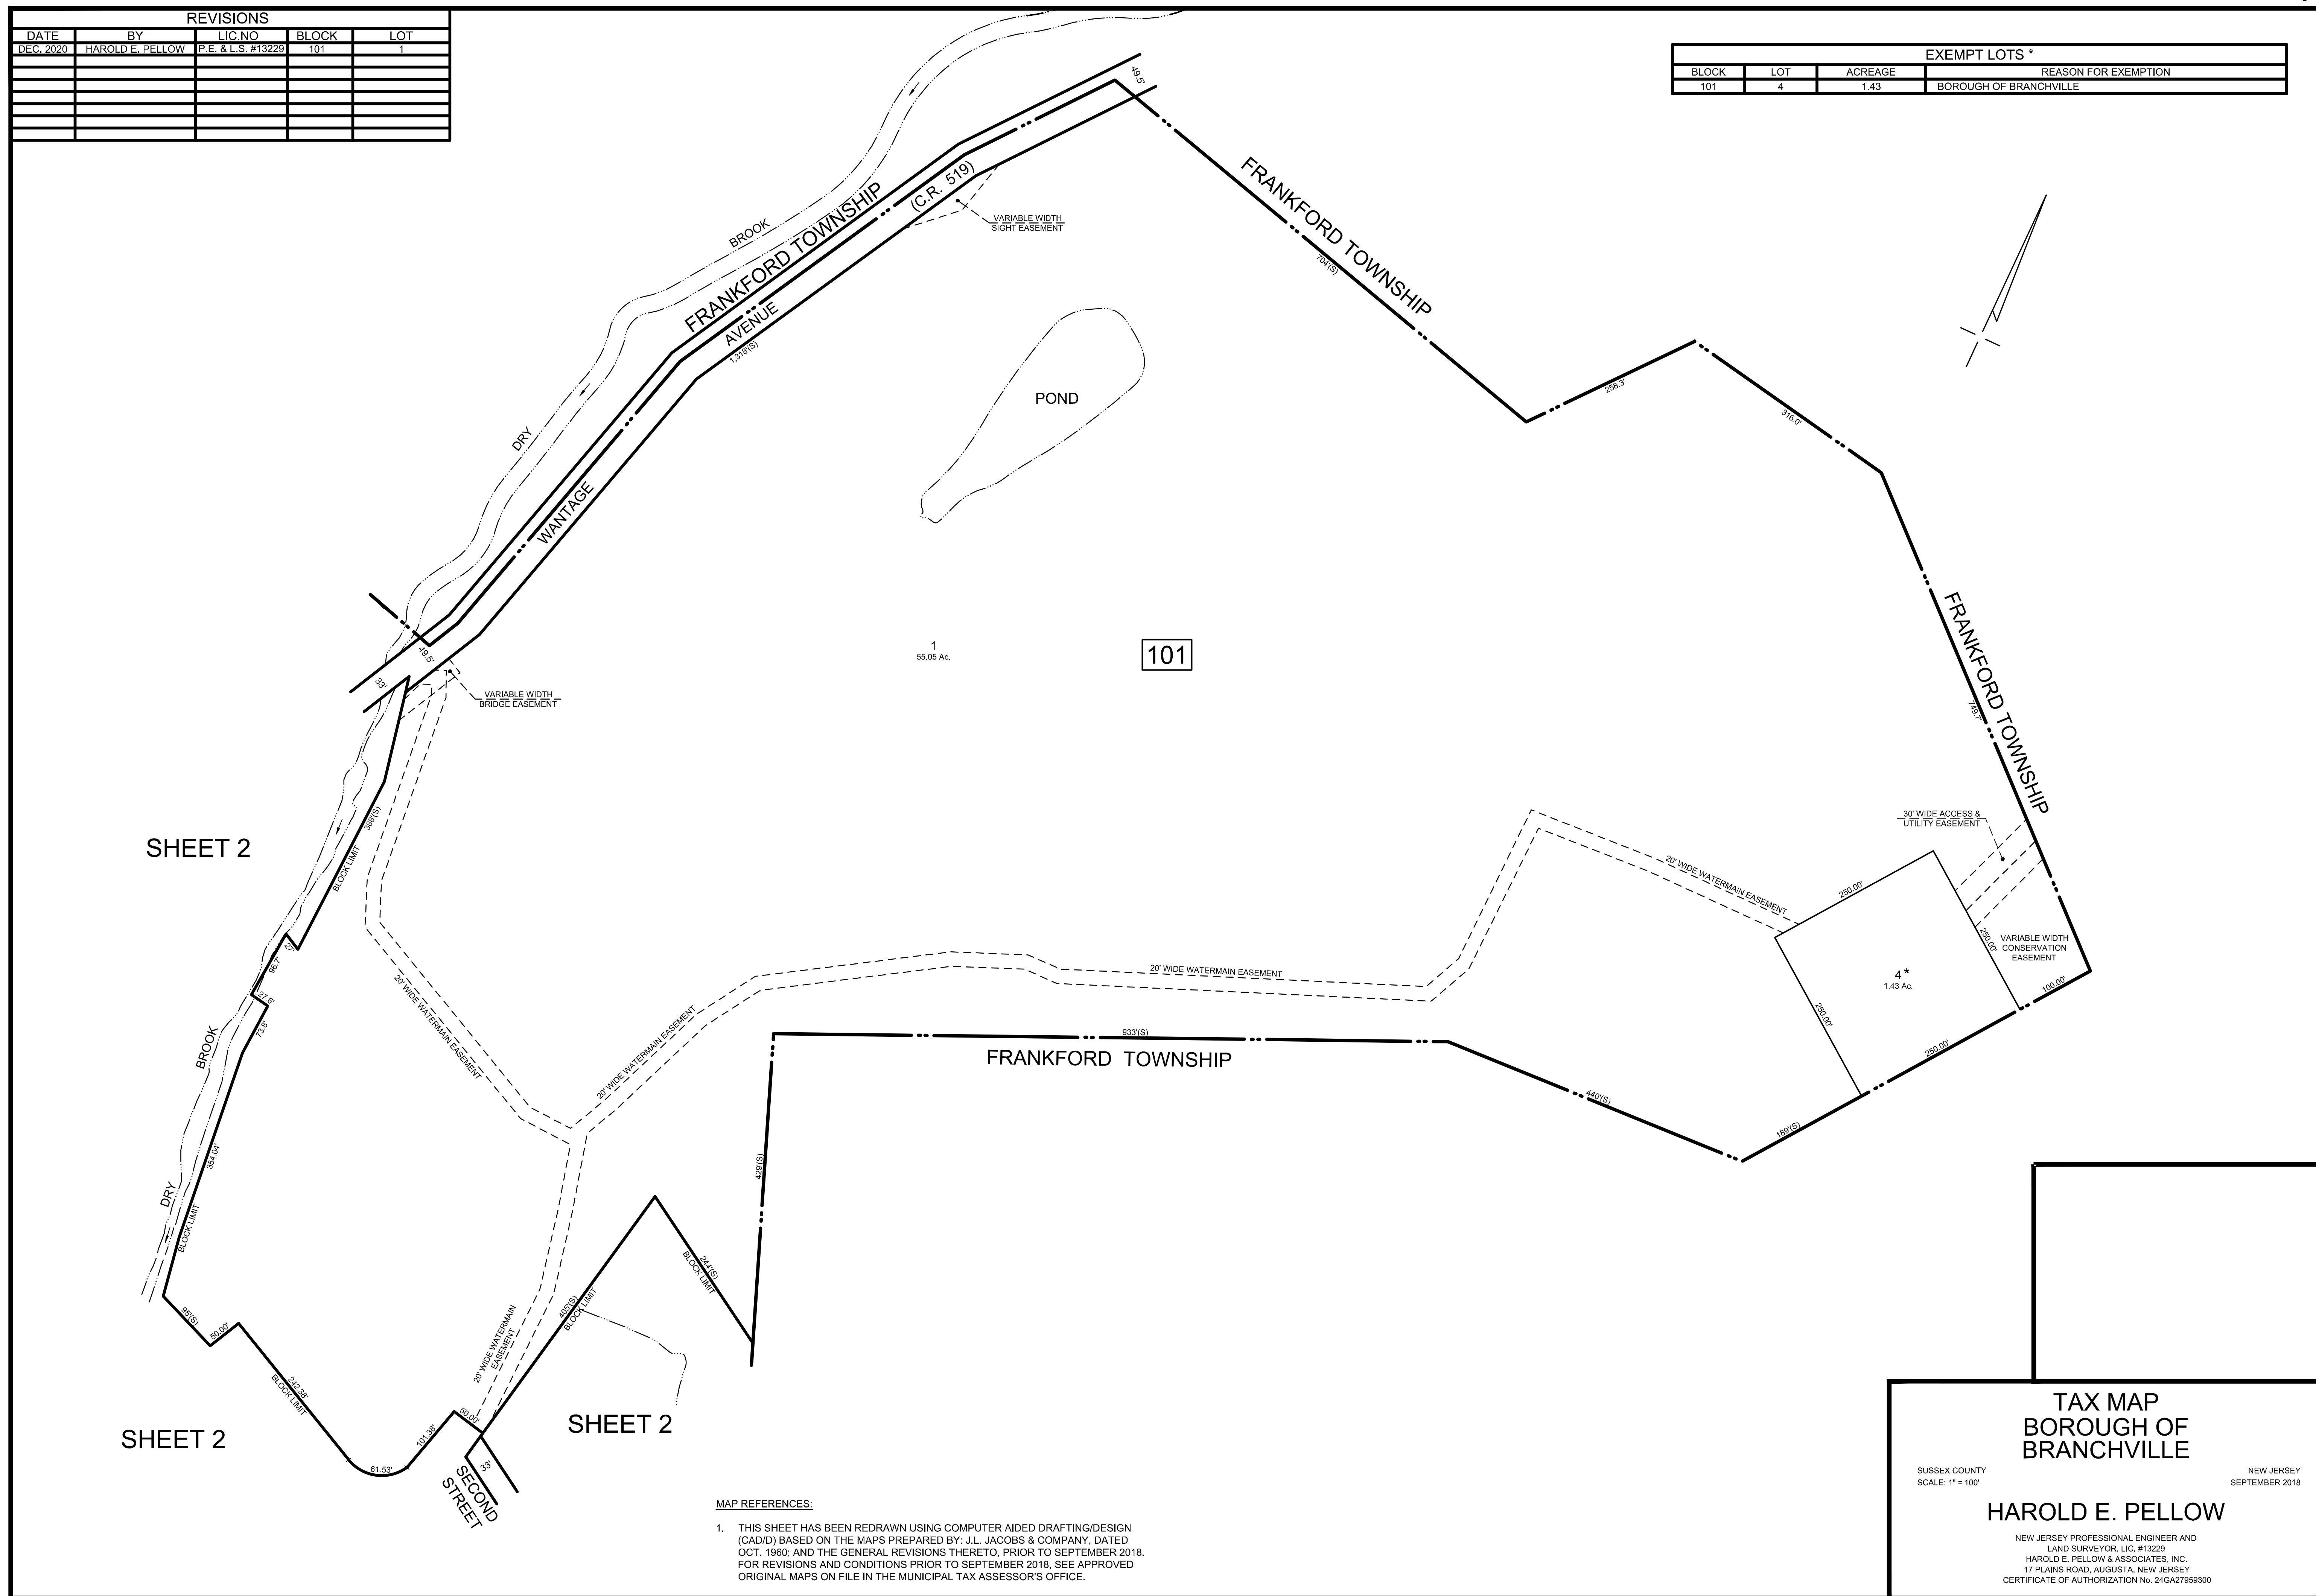 REVISIONS
DATE BY LIC.NO BLOCK LOT
DEC. 2020 HAROLD E. PELLOW P.E. & L.S. #13229 101 1
EXEMPT LOTS *
BLOCK LOT ACREAGE REASON FOR EXEMPTION
101 4 1.43 BOROUGH OF BRANCHVILLE
49.5'
FRANKFORD TOWNSHIP
704'(S)
(C.R. 519)
VARIABLE WIDTH
SIGHT EASEMENT
BROOK
FRANKFORD TOWNSHIP
AVENUE
1,318'(S)
POND
258.3'
316.0'
DRY
WANTAGE
FRANKFORD TOWNSHIP
749.7'
1
55.05 Ac.
101
49.5'
33'
VARIABLE WIDTH
BRIDGE EASEMENT
SHEET 2
388'(S)
BLOCK LIMIT
30' WIDE ACCESS &
UTILITY EASEMENT
20' WIDE WATERMAIN EASEMENT
250.00'
250.00'
VARIABLE WIDTH
CONSERVATION
EASEMENT
4 *
1.43 Ac.
250.00'
100.00'
250.00'
27'
96.7'
27.6'
73.8'
20' WIDE WATERMAIN EASEMENT
20' WIDE WATERMAIN EASEMENT
20' WIDE WATERMAIN EASEMENT
933'(S)
FRANKFORD TOWNSHIP
440'(S)
189'(S)
BROOK
354.04'
DRY
BLOCK LIMIT
429'(S)
244'(S)
BLOCK LIMIT
405'(S)
BLOCK LIMIT
20' WIDE WATERMAIN
EASEMENT
95'(S)
50.00'
242.38'
BLOCK LIMIT
SHEET 2
SHEET 2
50.00'
101.38'
61.53'
33'
SECOND
STREET
MAP REFERENCES:
1. THIS SHEET HAS BEEN REDRAWN USING COMPUTER AIDED DRAFTING/DESIGN
(CAD/D) BASED ON THE MAPS PREPARED BY: J.L. JACOBS & COMPANY, DATED
OCT. 1960; AND THE GENERAL REVISIONS THERETO, PRIOR TO SEPTEMBER 2018.
FOR REVISIONS AND CONDITIONS PRIOR TO SEPTEMBER 2018, SEE APPROVED
ORIGINAL MAPS ON FILE IN THE MUNICIPAL TAX ASSESSOR'S OFFICE.
TAX MAP
BOROUGH OF
BRANCHVILLE
SUSSEX COUNTY NEW JERSEY
SCALE: 1" = 100' SEPTEMBER 2018
HAROLD E. PELLOW
NEW JERSEY PROFESSIONAL ENGINEER AND
LAND SURVEYOR, LIC. #13229
HAROLD E. PELLOW & ASSOCIATES, INC.
17 PLAINS ROAD, AUGUSTA, NEW JERSEY
CERTIFICATE OF AUTHORIZATION No. 24GA27959300